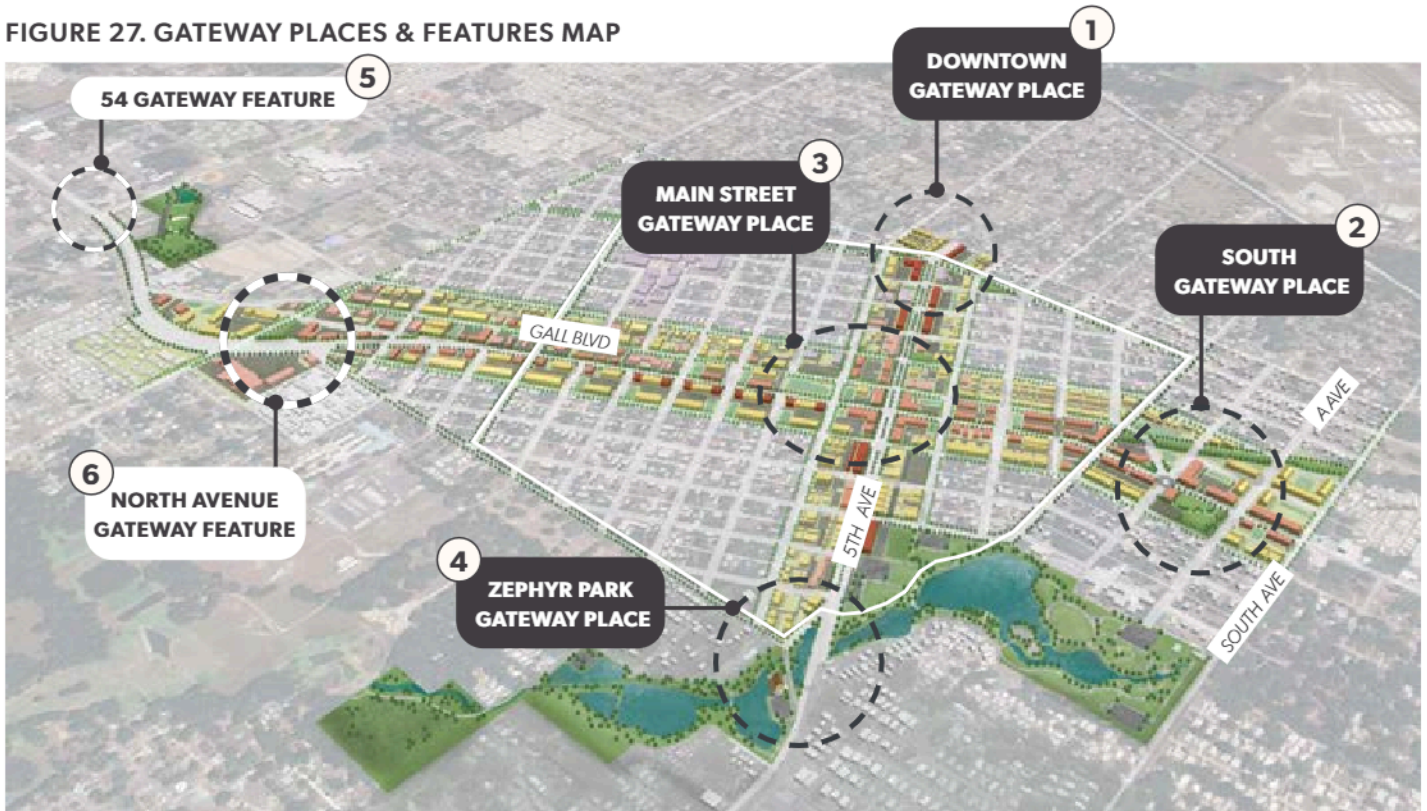 FIGURE 27. GATEWAY PLACES & FEATURES MAP
1
DOWNTOWN
GATEWAY PLACE
5
54 GATEWAY FEATURE
3
MAIN STREET
GATEWAY PLACE
2
SOUTH
GATEWAY PLACE
GALL BLVD
A AVE
6
NORTH AVENUE
GATEWAY FEATURE
5TH AVE
4
ZEPHYR PARK
GATEWAY PLACE
SOUTH AVE